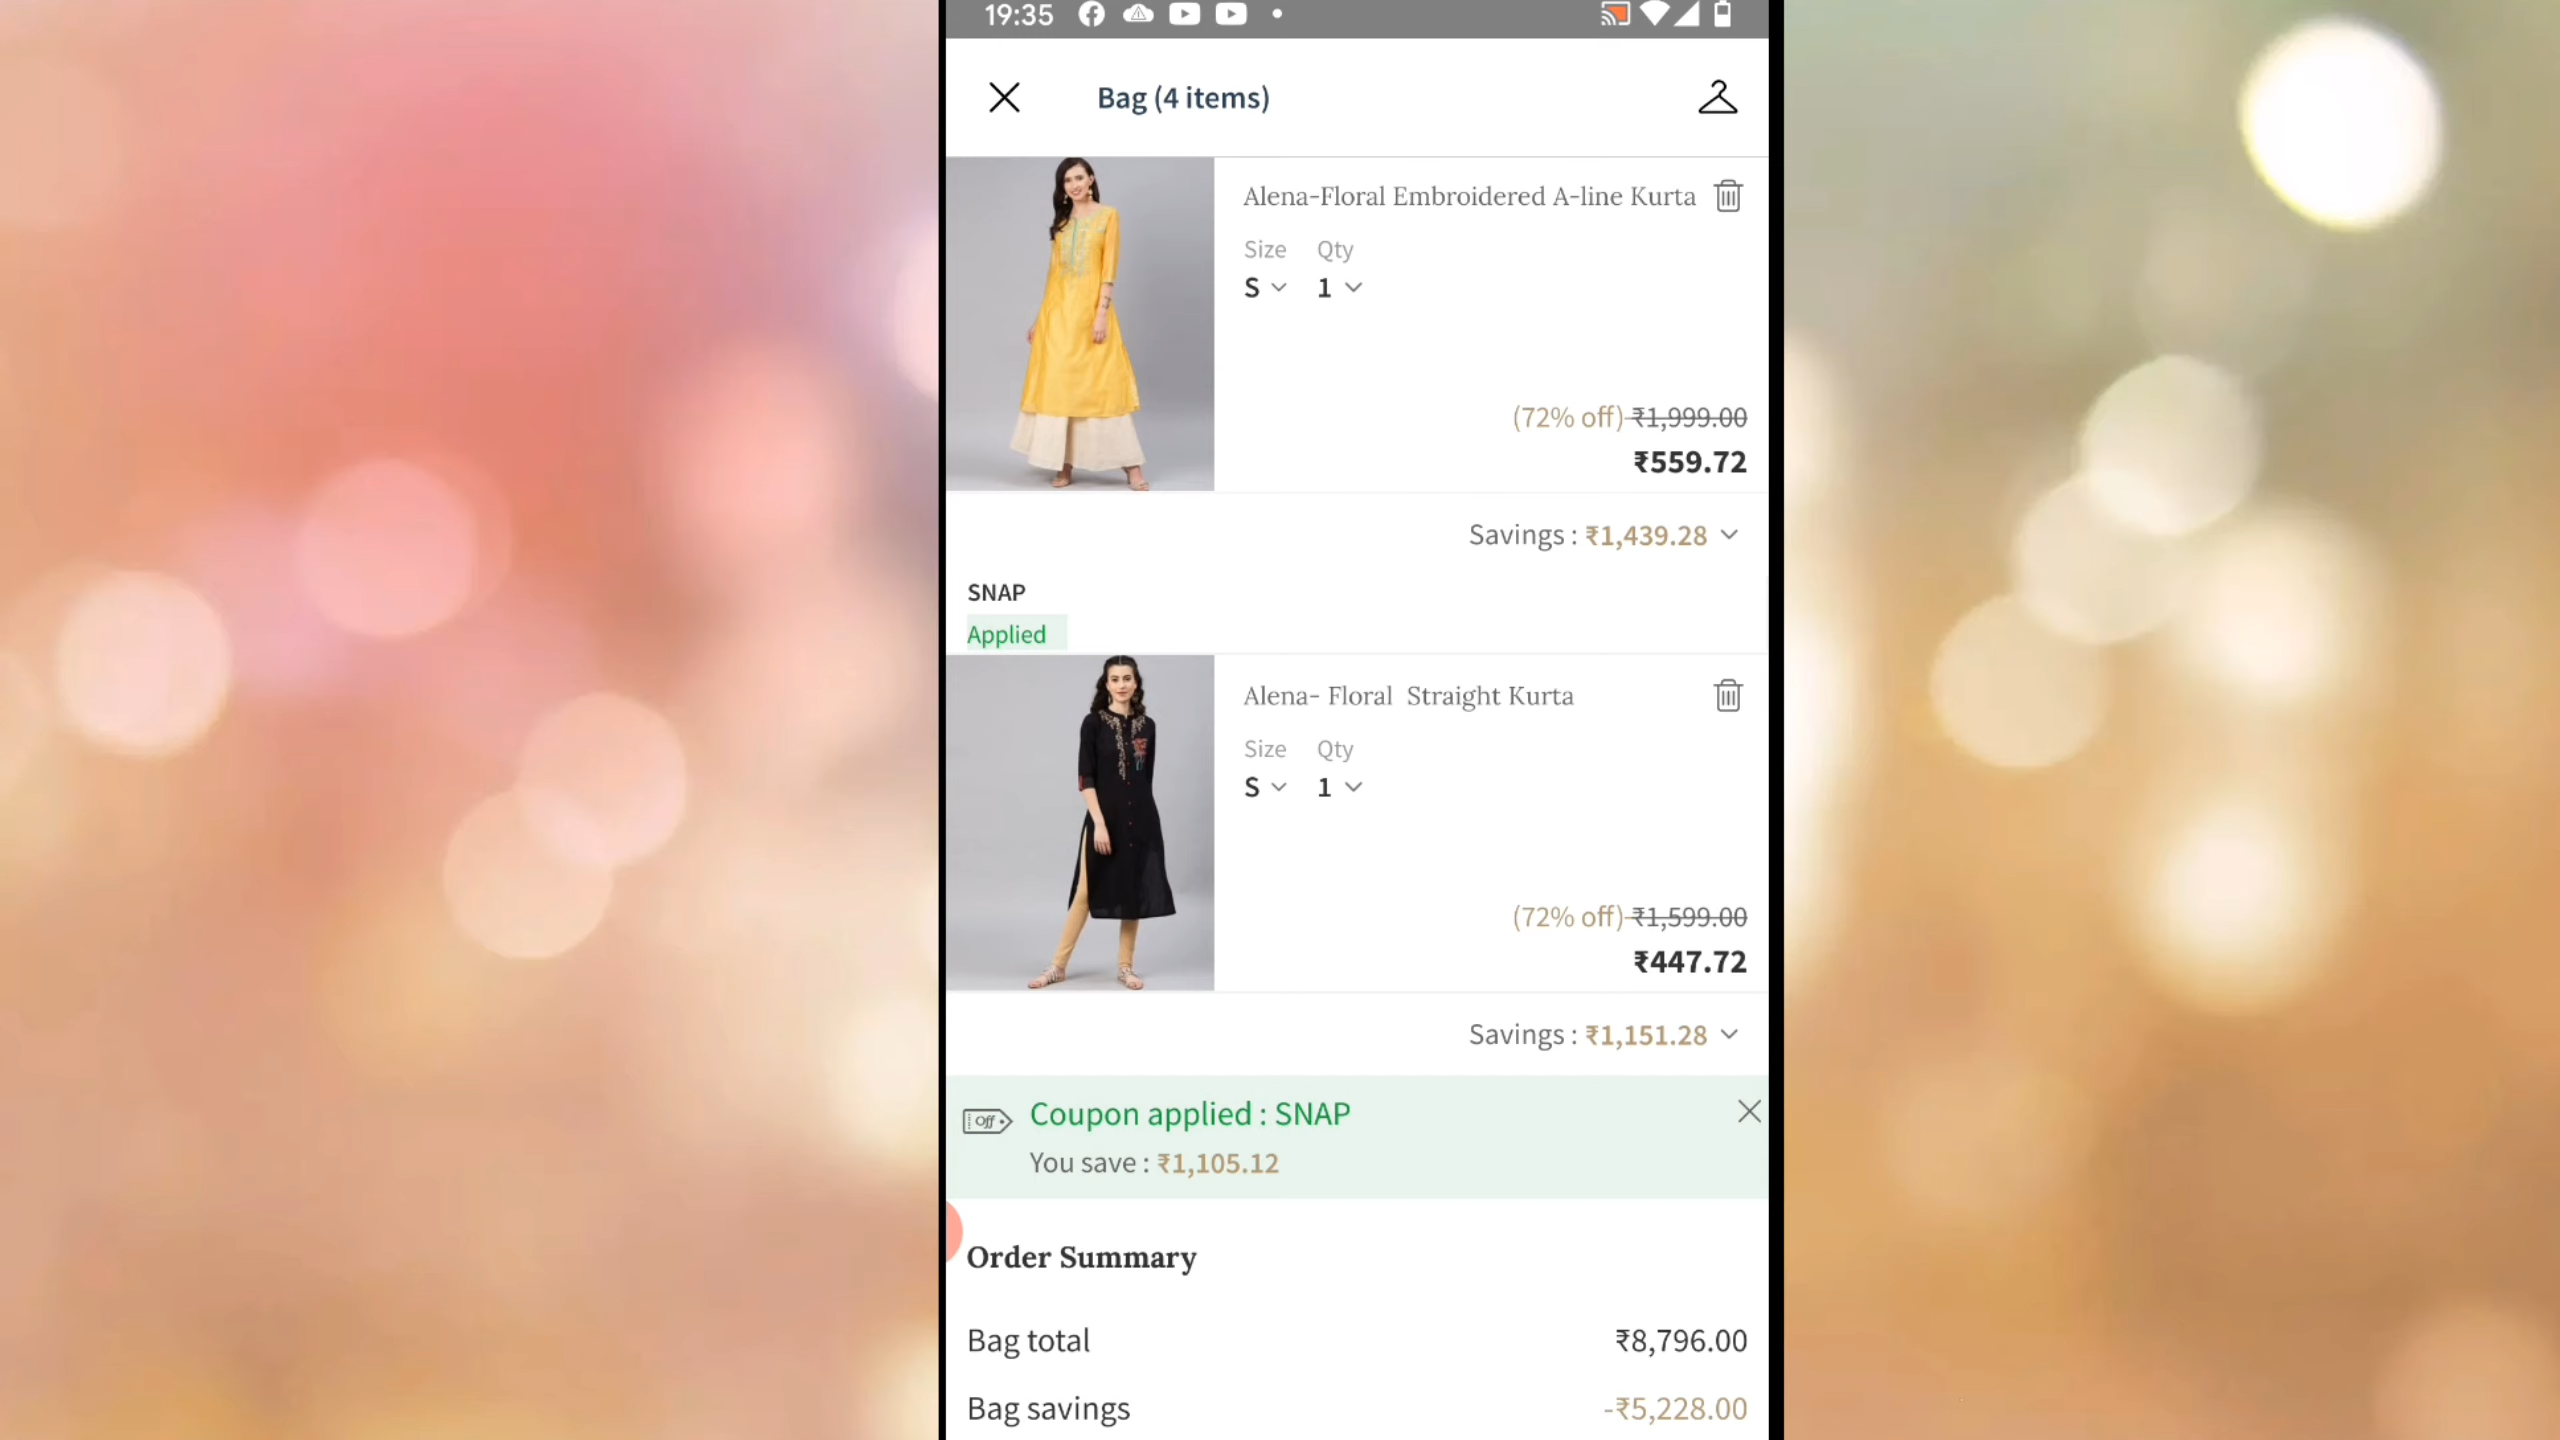 19:35
Bag (4 items)
Alena-Floral Embroidered A-line Kurta
Size Qty
S 1
(72% off) ₹1,999.00
₹559.72
Savings : ₹1,439.28
SNAP
Applied
Alena- Floral  Straight Kurta
Size Qty
S 1
(72% off) ₹1,599.00
₹447.72
Savings : ₹1,151.28
Off
Coupon applied : SNAP
You save : ₹1,105.12
Order Summary
Bag total ₹8,796.00
Bag savings -₹5,228.00